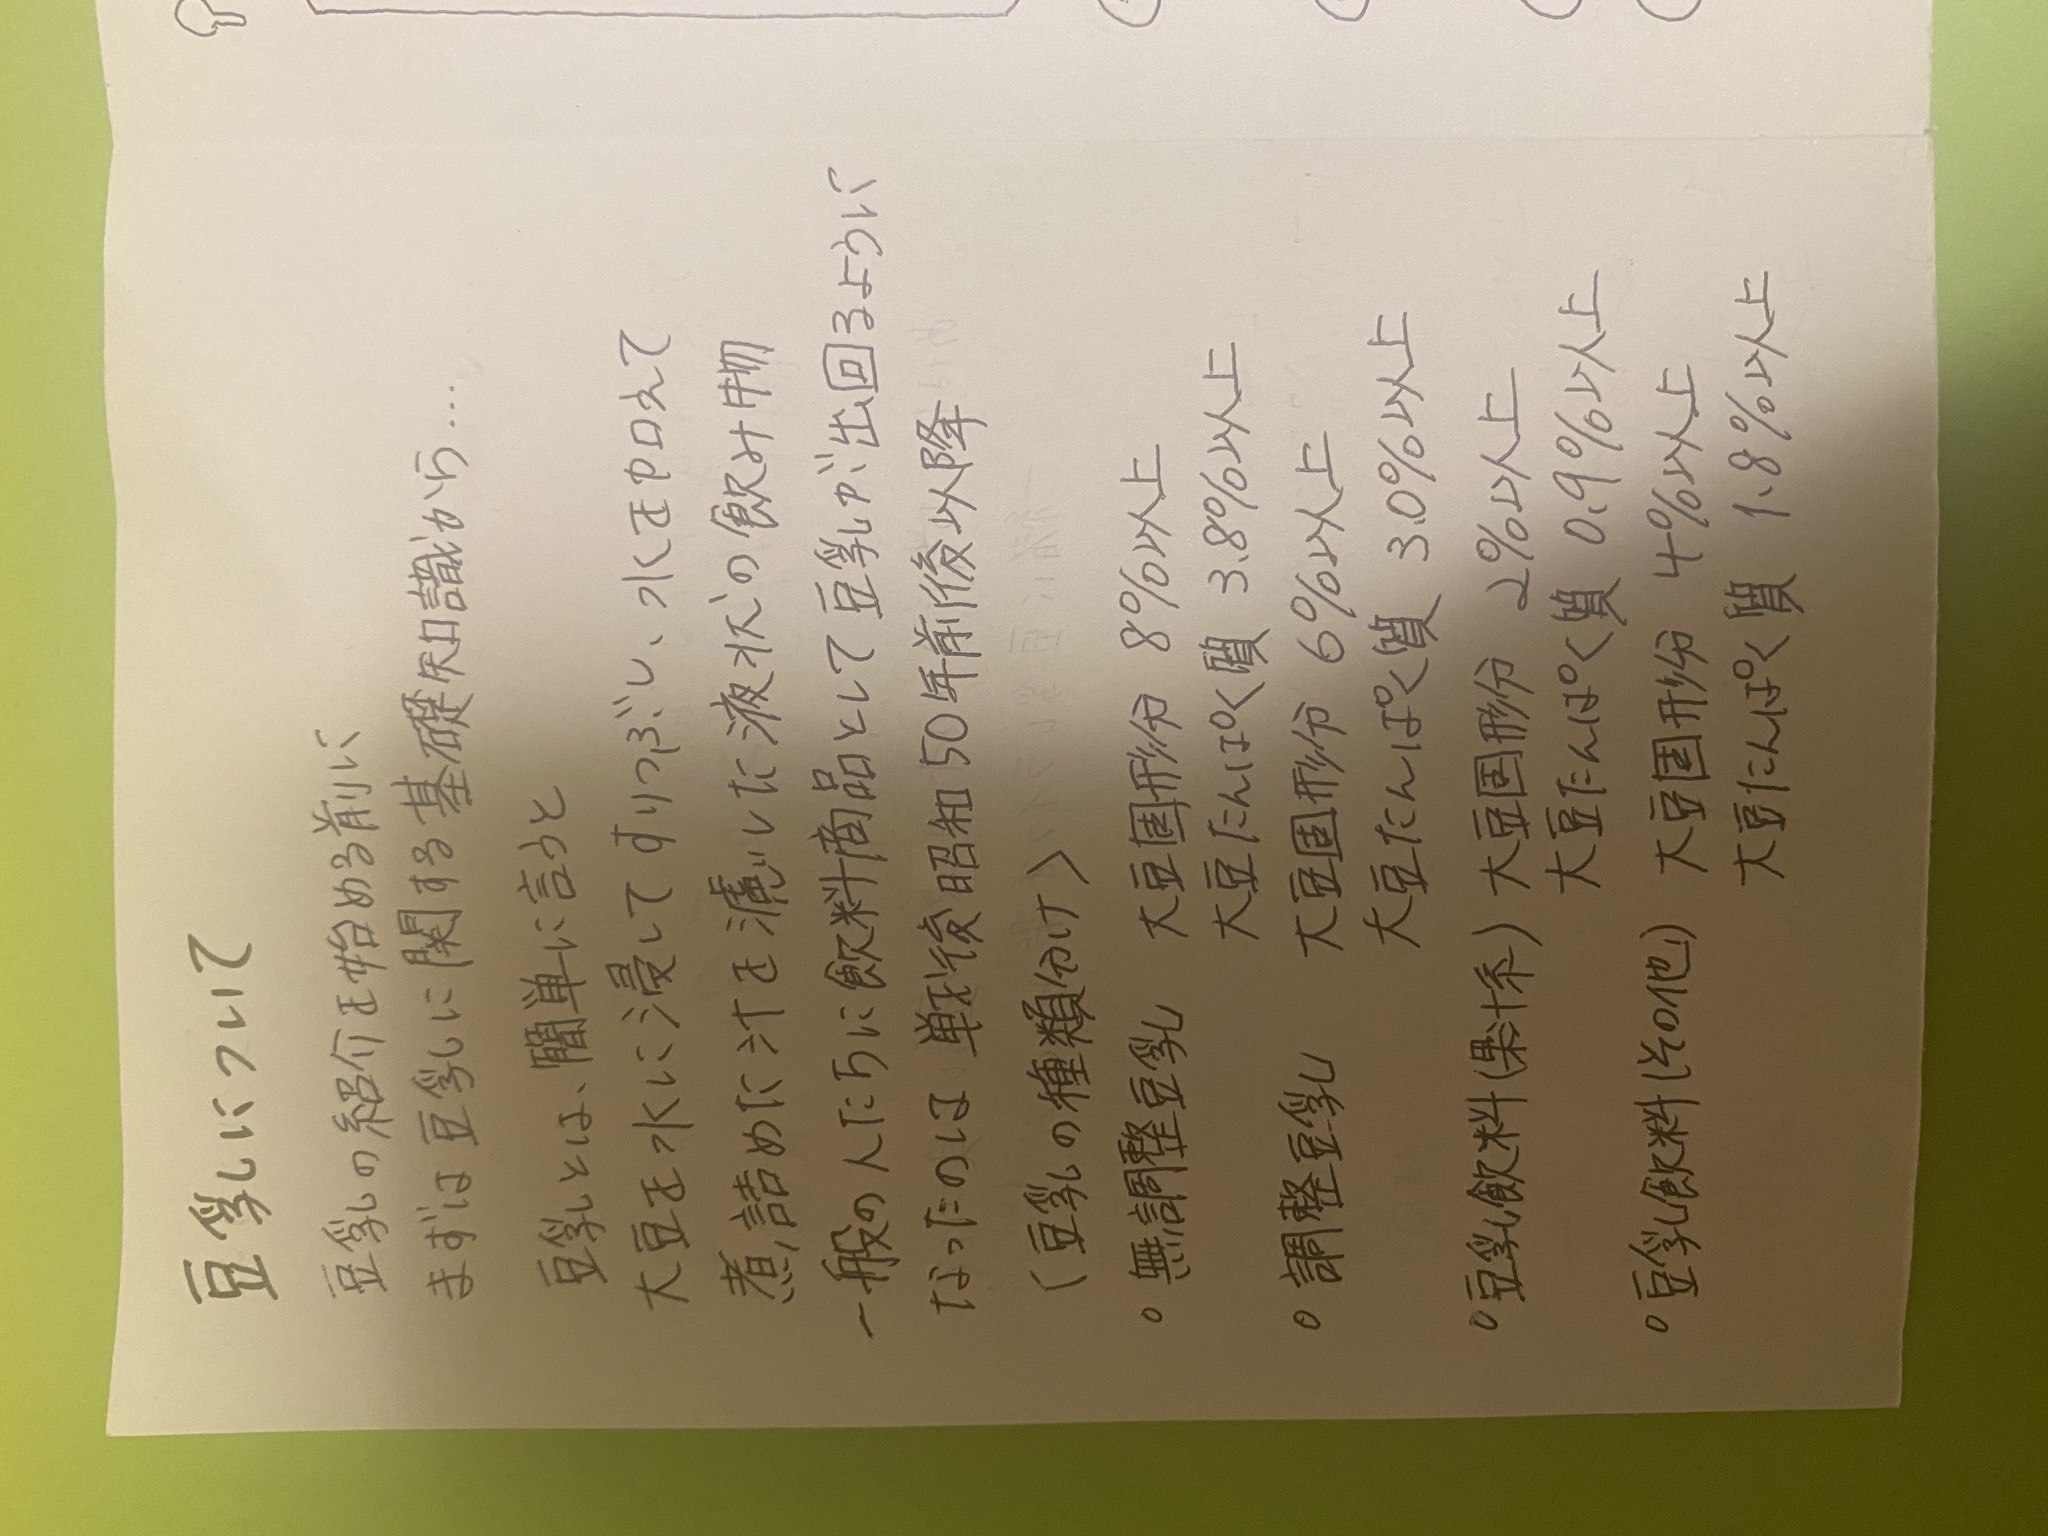 豆乳について
豆乳の紹介を始める前に
まずは豆乳に関する基礎知識から…
豆乳とは、簡単に言うと
大豆を水に浸してすりつぶし、水を加えて
煮詰めた汁を濾した液状の飲み物
一般の人たちに飲料商品として豆乳が出回るように
なったのは 戦後昭和50年前後以降
〈豆乳の種類分け〉
○ 無調整豆乳 大豆固形分 8%以上
大豆たんぱく質 3.8%以上
○ 調整豆乳 大豆固形分 6%以上
大豆たんぱく質 3.0%以上
○ 豆乳飲料(果汁系) 大豆固形分 2%以上
大豆たんぱく質 0.9%以上
○ 豆乳飲料(その他) 大豆固形分 4%以上
大豆たんぱく質 1.8%以上